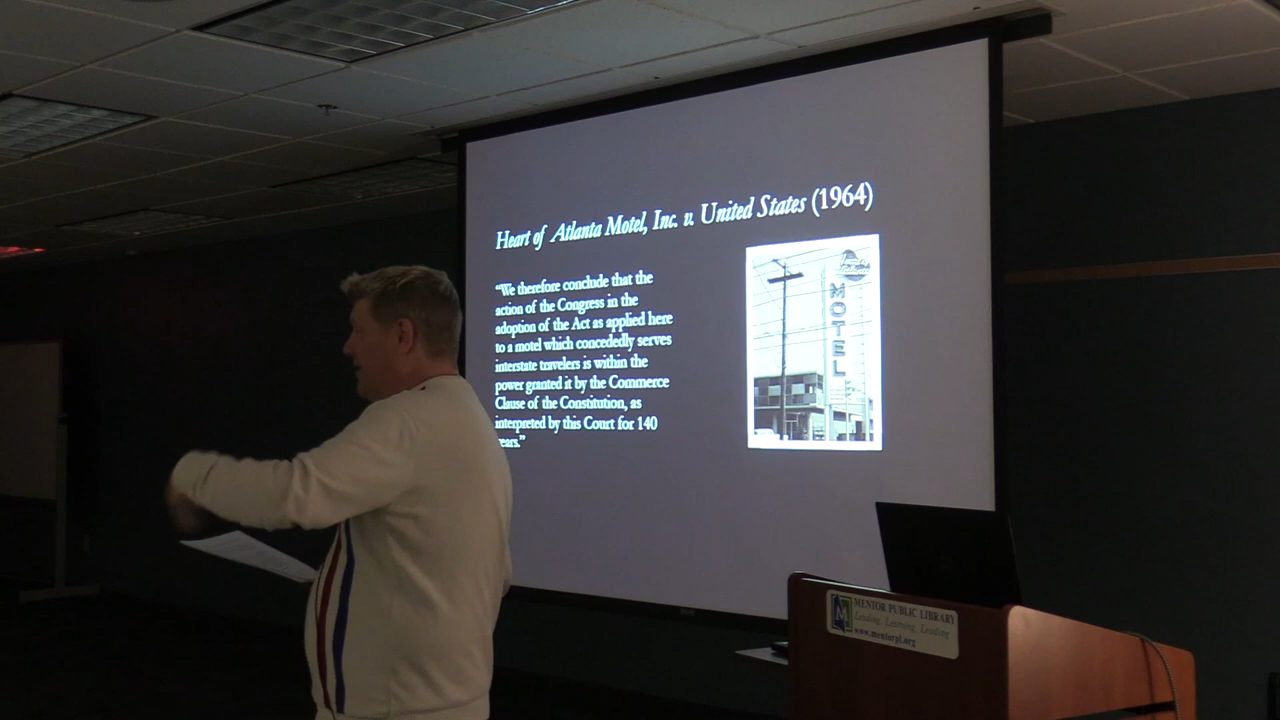 Heart of Atlanta Motel, Inc. v. United States (1964)
“We therefore conclude that the
action of the Congress in the
adoption of the Act as applied here
to a motel which concededly serves
interstate travelers is within the
power granted it by the Commerce
Clause of the Constitution, as
interpreted by this Court for 140
years.”
MOTEL
MENTOR PUBLIC LIBRARY
Lending, Learning, Leading
www.mentorpl.org